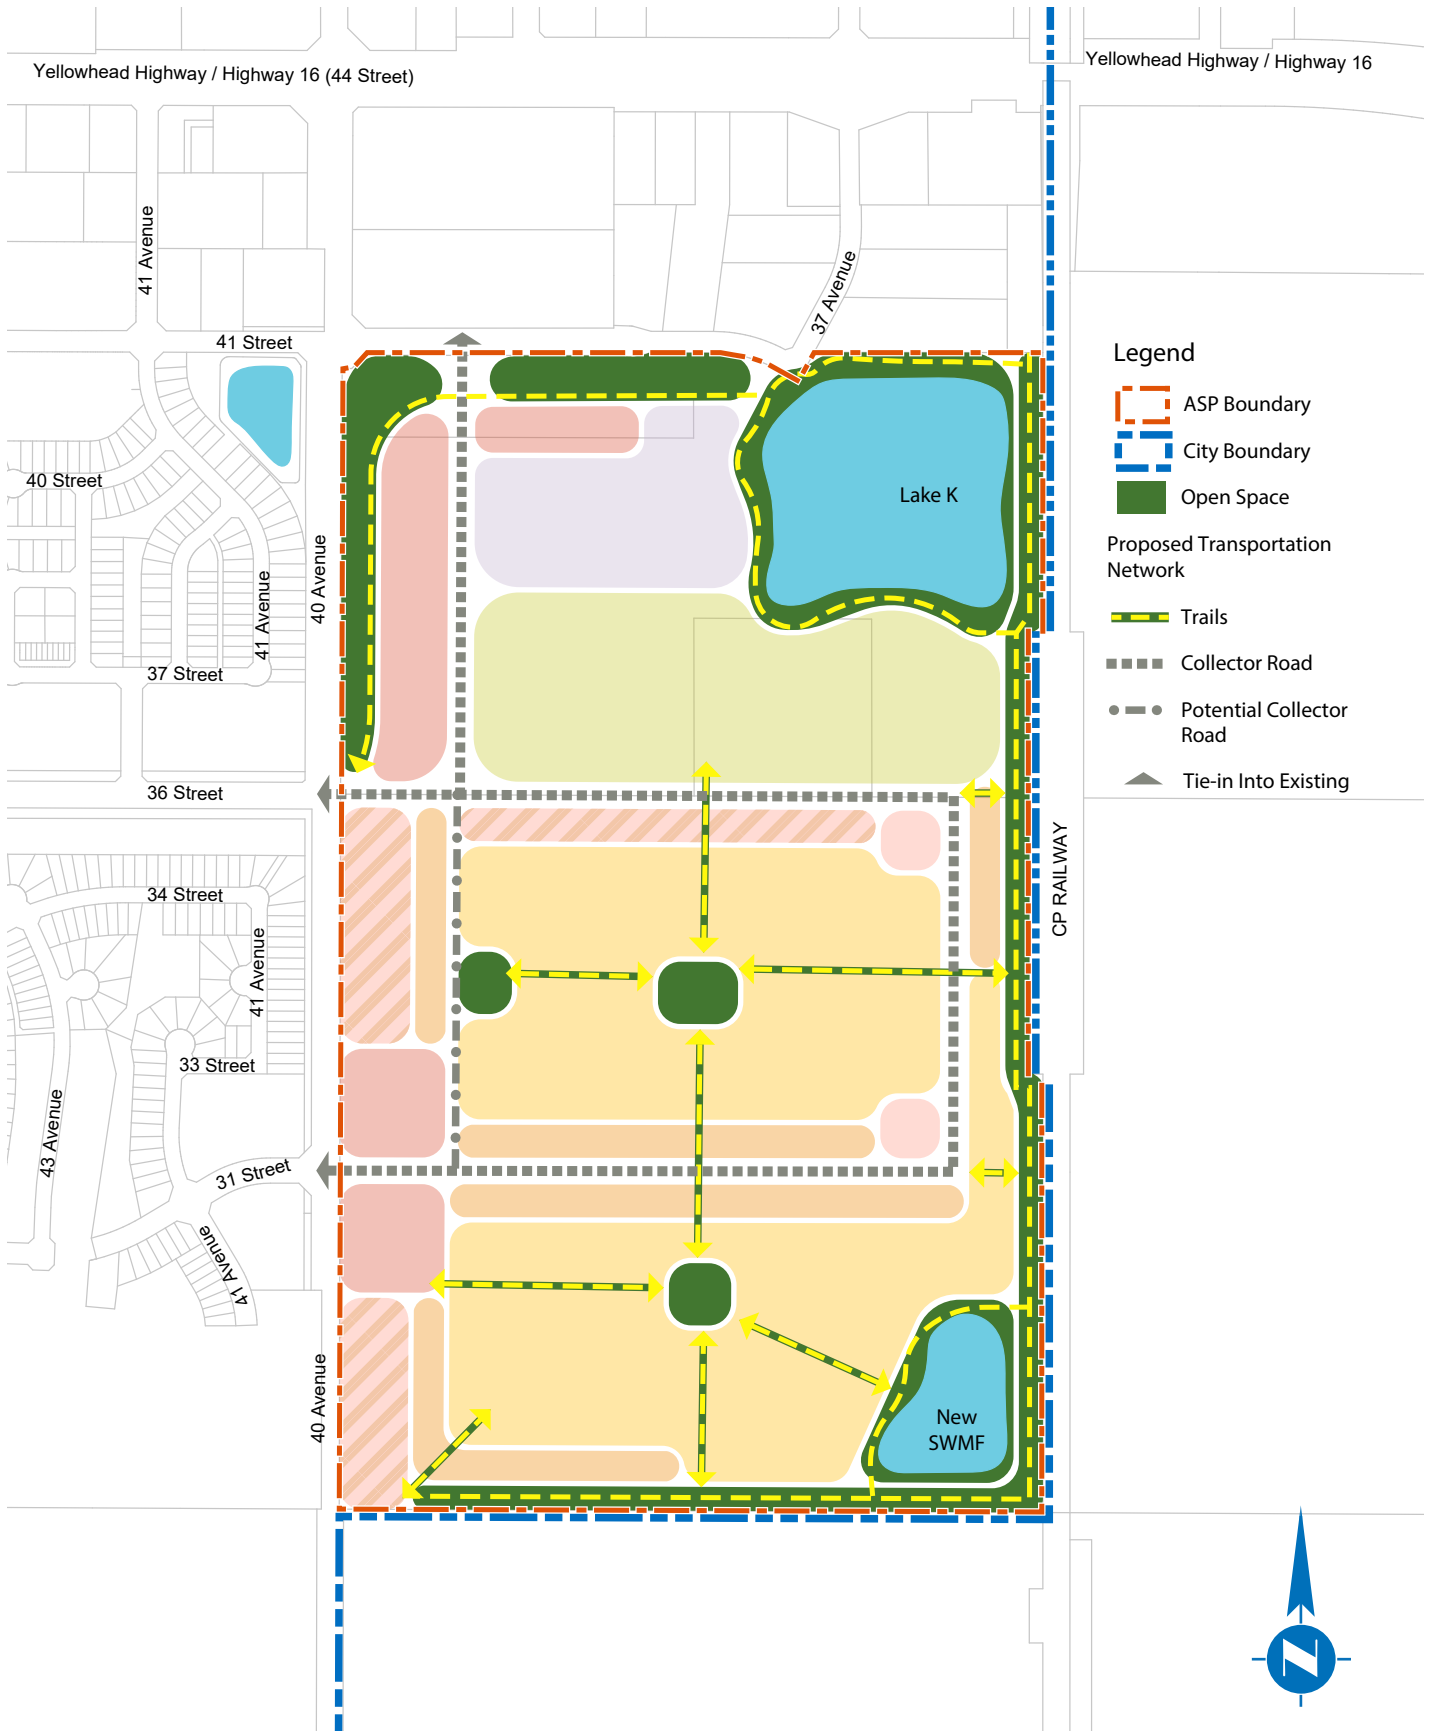 Yellowhead Highway / Highway 16 (44 Street)
Yellowhead Highway / Highway 16
41 Avenue
37 Avenue
41 Street
Legend
ASP Boundary
City Boundary
Open Space
Proposed Transportation
Network
Trails
Collector Road
Potential Collector
Road
Tie-in Into Existing
40 Street
Lake K
40 Avenue
41 Avenue
37 Street
36 Street
CP RAILWAY
34 Street
41 Avenue
33 Street
43 Avenue
31 Street
41 Avenue
40 Avenue
New
SWMF
N